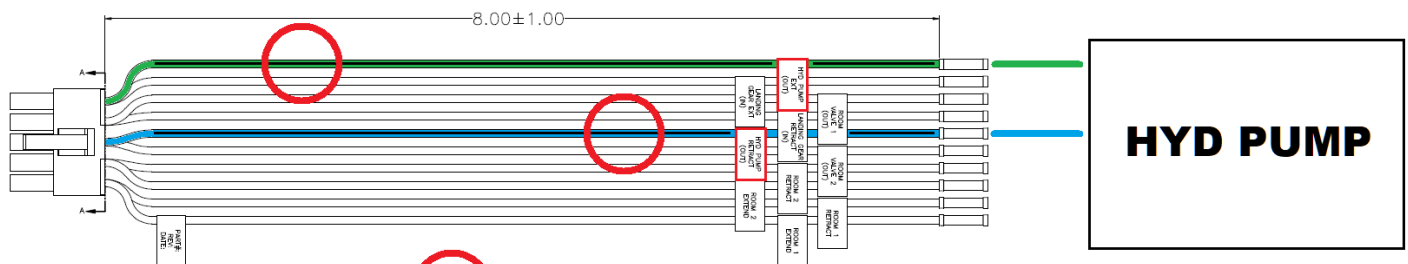 8.00±1.00
A
HYD PUMP
EXT
(OUT)
LANDING
GEAR EXT
(IN)
ROOM
VALVE 1
(OUT)
LANDING GEAR
RETRACT
(IN)
HYD PUMP
RETRACT
(OUT)
ROOM
VALVE 2
(OUT)
ROOM 2
RETRACT
ROOM 2
EXTEND
ROOM 1
RETRACT
ROOM 1
EXTEND
A
PART#:
REV:
DATE:
HYD PUMP